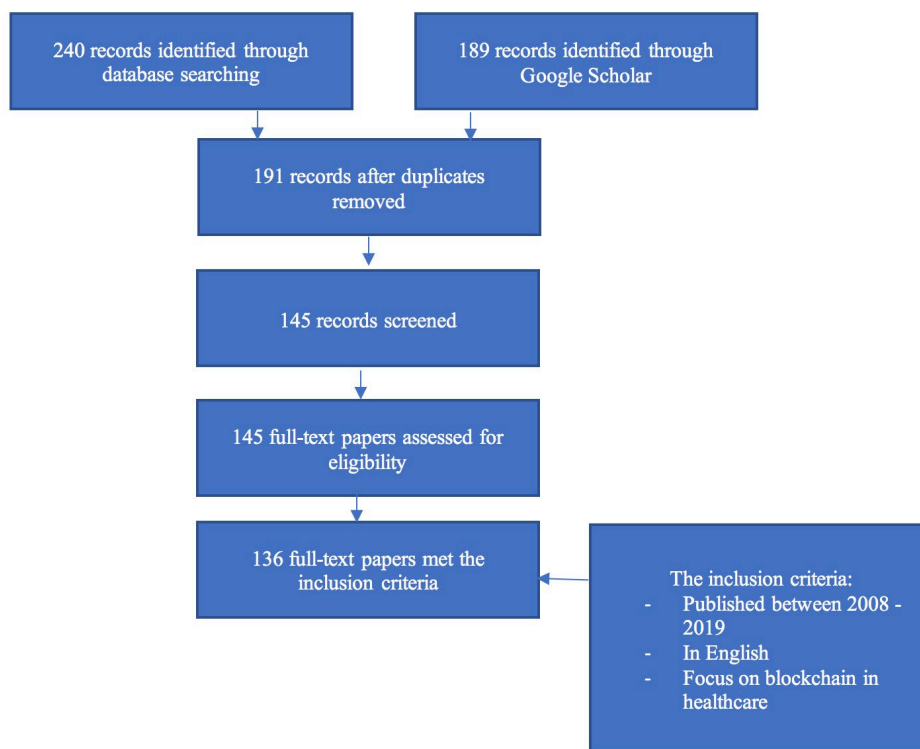 240 records identified through
database searching
189 records identified through
Google Scholar
191 records after duplicates
removed
145 records screened
145 full-text papers assessed for
eligibility
136 full-text papers met the
inclusion criteria
The inclusion criteria:
- Published between 2008 -
2019
- In English
- Focus on blockchain in
healthcare